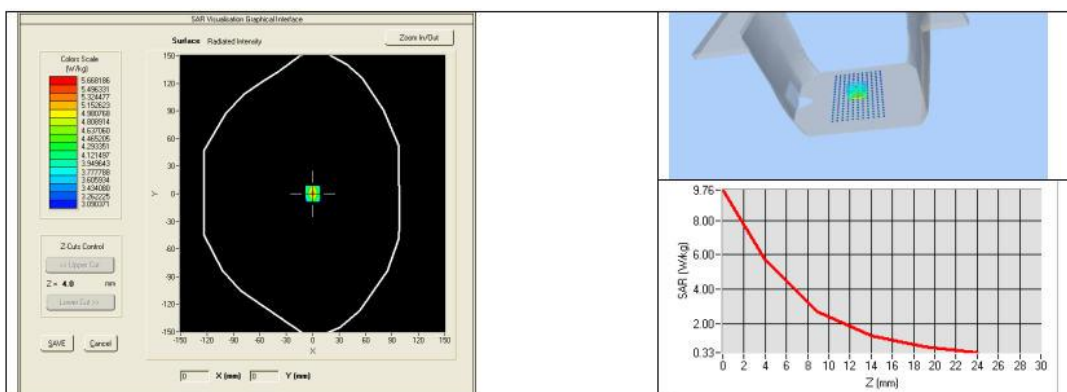 SAR Visualisation Graphical Interface
Surface Radiated Intensity
Zoom In/Out
Colors Scale
(W/kg)
5.668186
5.496331
5.324477
5.152623
4.980768
4.808914
4.637060
4.465205
4.293351
4.121497
3.949643
3.777788
3.605934
3.434080
3.262225
3.090371
Z-Cuts Control
<< Upper Cut
Z = 4.0 mm
Lower Cut >>
SAVE Cancel
150-
120-
90-
60-
30-
0-
-30-
-60-
-90-
-120-
-150-
Y
-150 -120 -90 -60 -30 0 30 60 90 120 150
X
0 X (mm) 0 Y (mm)
9.76
8.00
6.00
4.00
2.00
0.33
SAR (W/kg)
0 2 4 6 8 10 12 14 16 18 20 22 24 26 28 30
Z (mm)